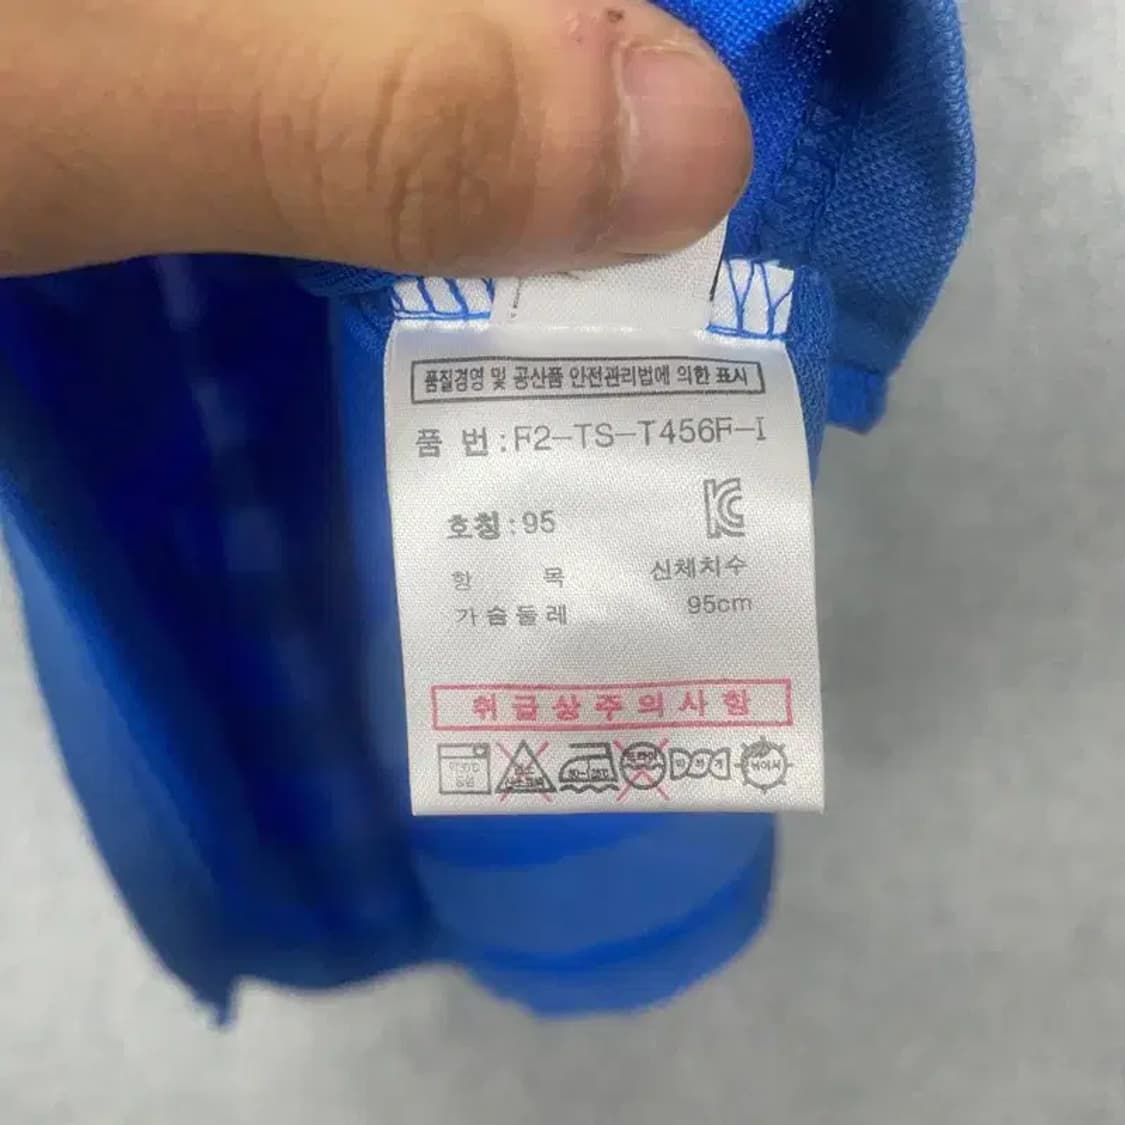 품질경영 및 공산품 안전관리법에 의한 표시
품 번 : F2-TS-T456F-I
호칭 : 95
항 목 신체치수
가슴둘레 95cm
취급상주의사항